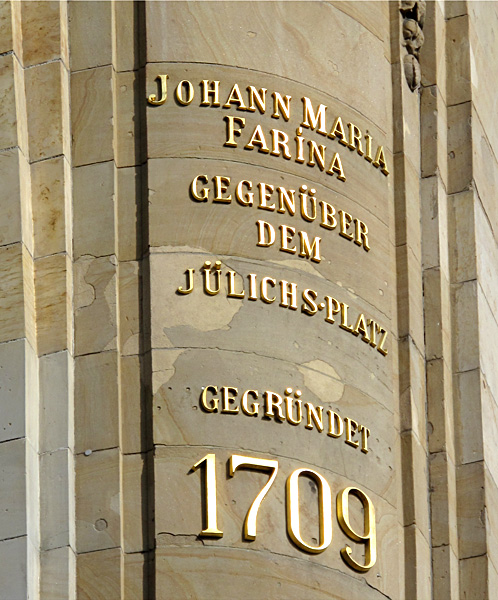 JOHANN MARiA
FARiNA
GEGENÜBER
DEM
JÜLICHS-PLATZ
GEGRÜNDET
1709